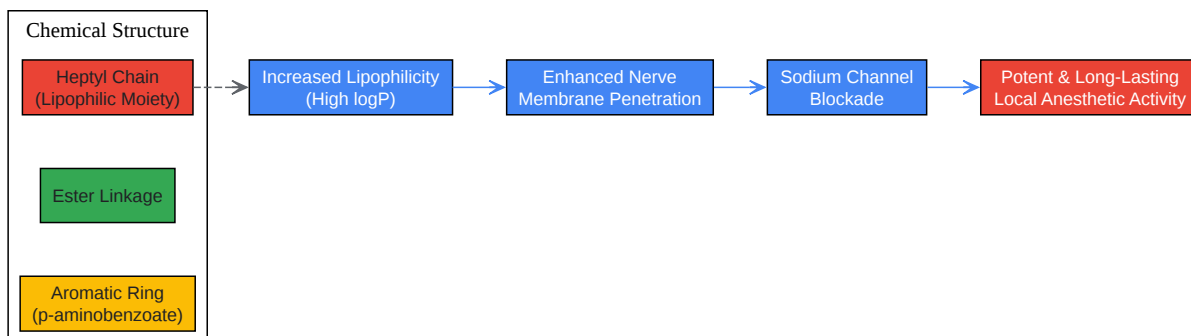 Chemical Structure
Heptyl Chain
(Lipophilic Moiety)
Increased Lipophilicity
(High logP)
Enhanced Nerve
Membrane Penetration
Sodium Channel
Blockade
Potent & Long-Lasting
Local Anesthetic Activity
Ester Linkage
Aromatic Ring
(p-aminobenzoate)